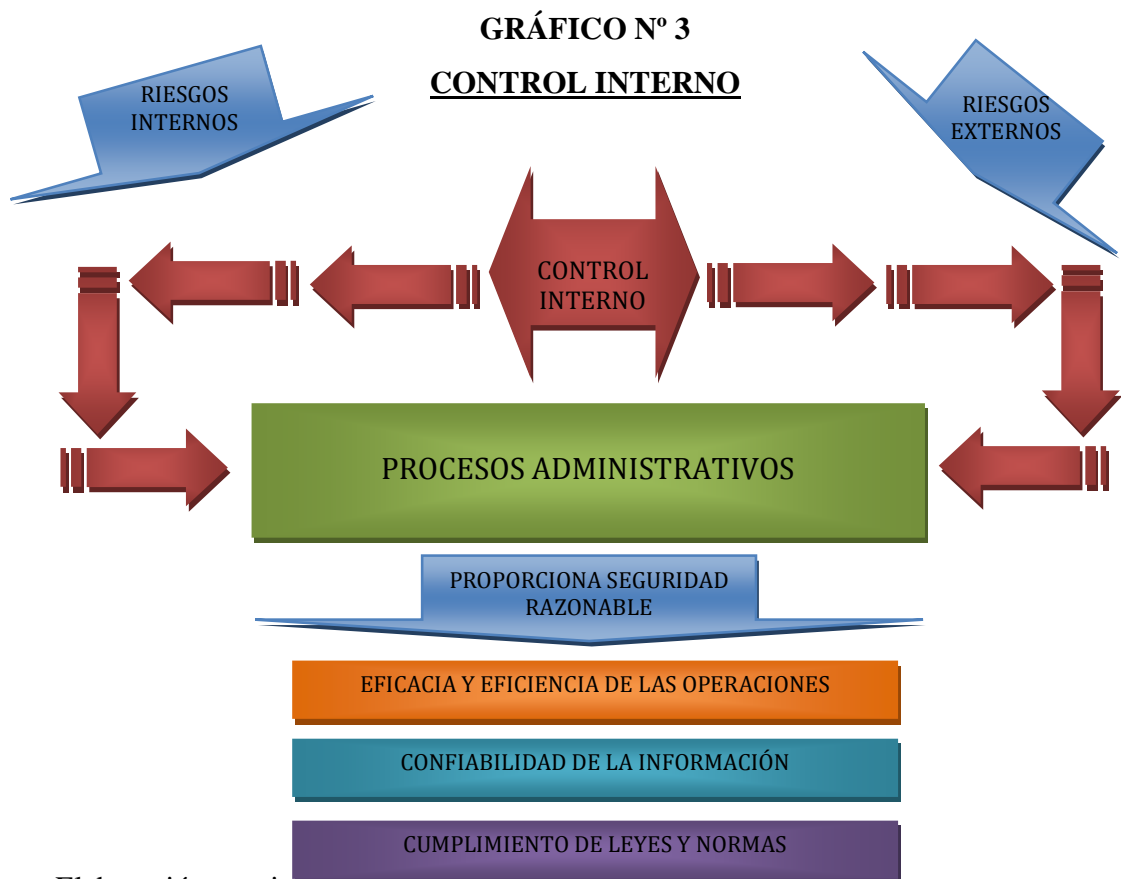 GRÁFICO Nº 3
CONTROL INTERNO
RIESGOS
INTERNOS
RIESGOS
EXTERNOS
CONTROL
INTERNO
PROCESOS ADMINISTRATIVOS
PROPORCIONA SEGURIDAD
RAZONABLE
EFICACIA Y EFICIENCIA DE LAS OPERACIONES
CONFIABILIDAD DE LA INFORMACIÓN
CUMPLIMIENTO DE LEYES Y NORMAS